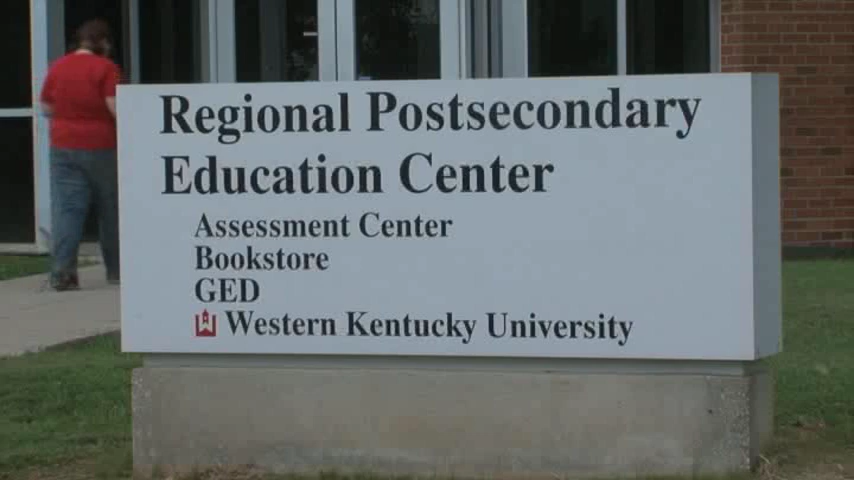 Regional Postsecondary
Education Center
Assessment Center
Bookstore
GED
Western Kentucky University